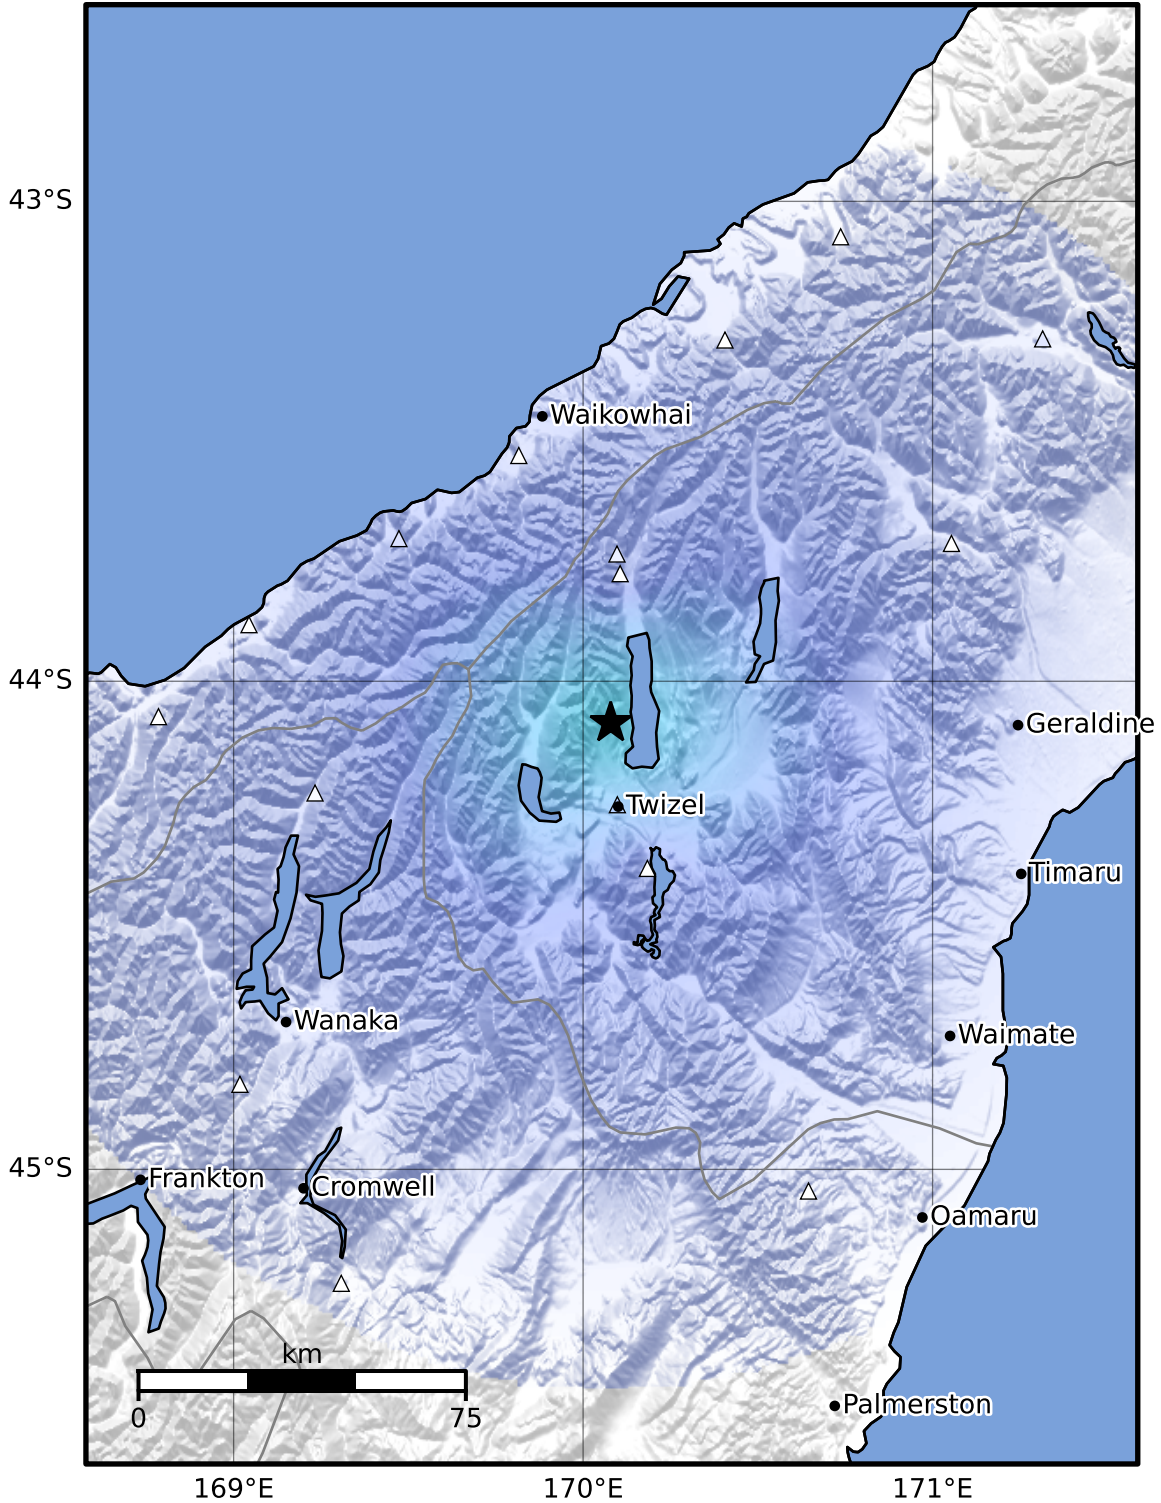 43°S
Waikowhai
44°S
Geraldine
Twizel
Timaru
Wanaka
Waimate
45°S
Frankton
Cromwell
Oamaru
km
0
75
Palmerston
169°E
170°E
171°E